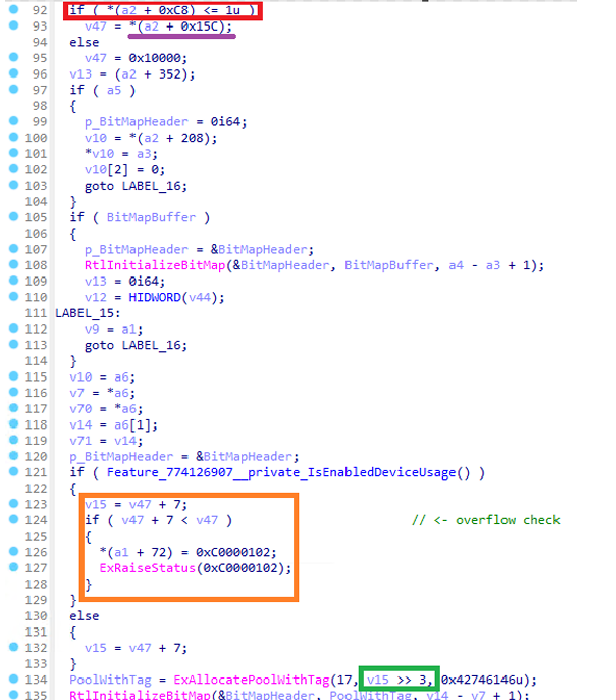 92 if ( *(a2 + 0xC8) <= 1u )
93 v47 = *(a2 + 0x15C);
94 else
95 v47 = 0x10000;
96 v13 = (a2 + 352);
97 if ( a5 )
98 {
99 p_BitMapHeader = 0i64;
100 v10 = *(a2 + 208);
101 *v10 = a3;
102 v10[2] = 0;
103 goto LABEL_16;
104 }
105 if ( BitMapBuffer )
106 {
107 p_BitMapHeader = &BitMapHeader;
108 RtlInitializeBitMap(&BitMapHeader, BitMapBuffer, a4 - a3 + 1);
109 v13 = 0i64;
110 v12 = HIDWORD(v44);
111 LABEL_15:
112 v9 = a1;
113 goto LABEL_16;
114 }
115 v10 = a6;
116 v7 = *a6;
117 v70 = *a6;
118 v14 = a6[1];
119 v71 = v14;
120 p_BitMapHeader = &BitMapHeader;
121 if ( Feature_774126907__private_IsEnabledDeviceUsage() )
122 {
123 v15 = v47 + 7;
124 if ( v47 + 7 < v47 ) // <- overflow check
125 {
126 *(a1 + 72) = 0xC0000102;
127 ExRaiseStatus(0xC0000102);
128 }
129 }
130 else
131 {
132 v15 = v47 + 7;
133 }
134 PoolWithTag = ExAllocatePoolWithTag(17, v15 >> 3, 0x42746146u);
135 RtlInitializeBitMap(&BitMapHeader, PoolWithTag, v14 - v7 + 1);